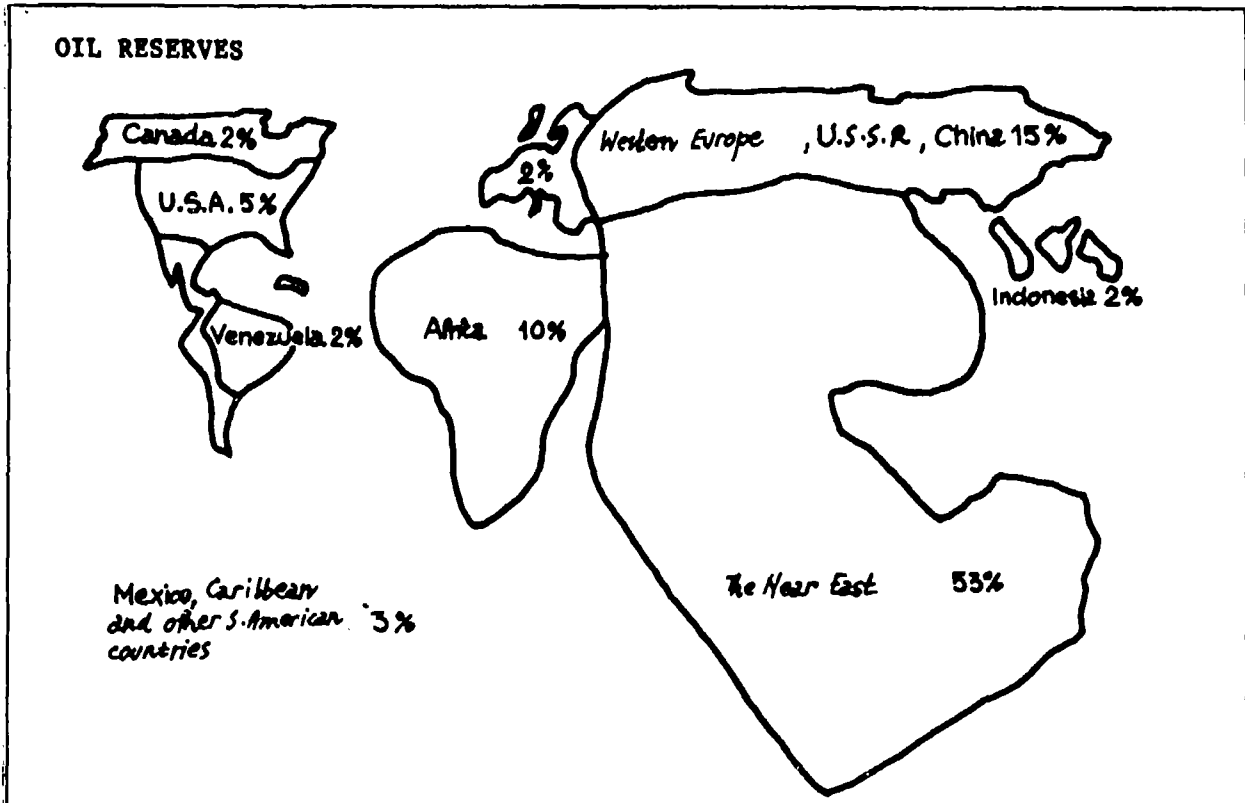 OIL RESERVES
Canada 2%
Western Europe , U.S.S.R , China 15%
2%
U.S.A. 5%
Indonesia 2%
Venezuela 2%
Africa 10%
The Near East 53%
Mexico, Caribbean
and other S.American 3%
countries